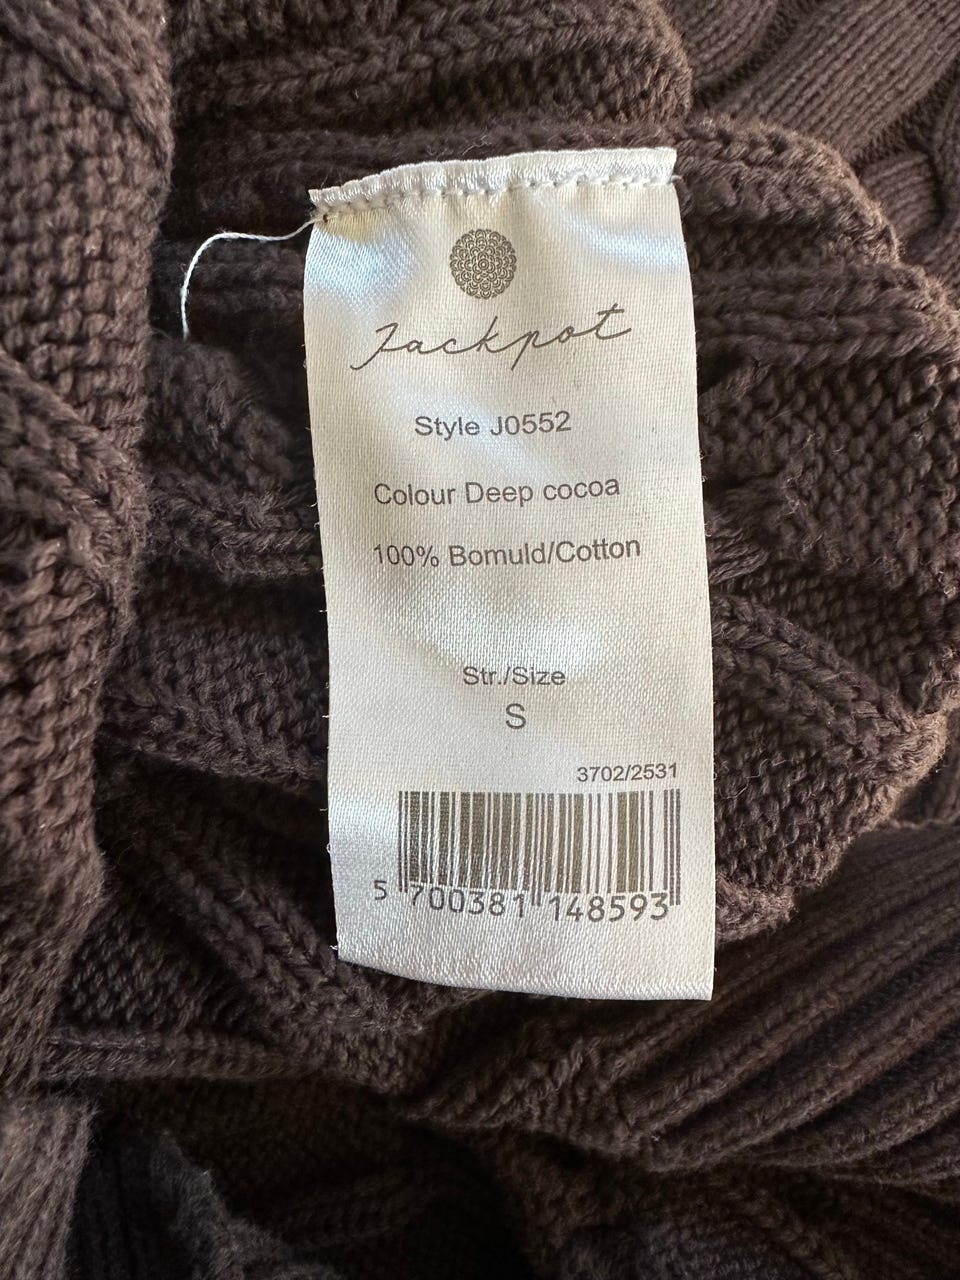 Jackpot
Style J0552
Colour Deep cocoa
100% Bomuld/Cotton
Str./Size
S
3702/2531
5 700381 148593